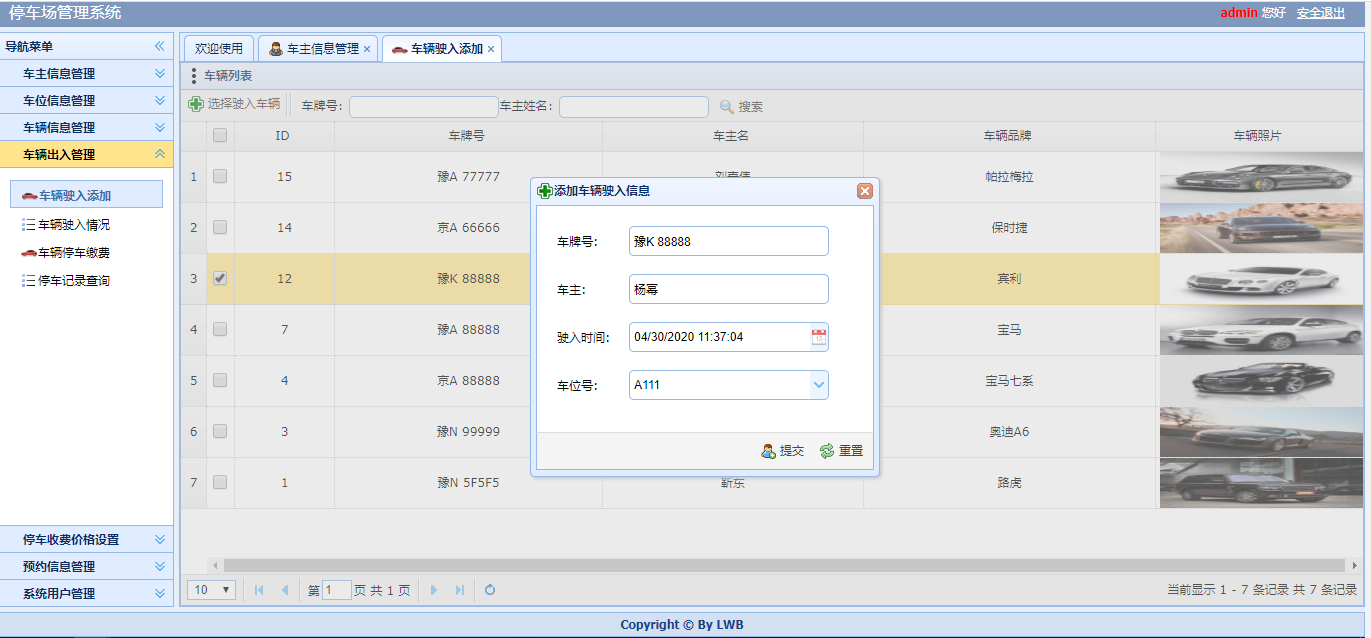 停车场管理系统
admin 您好 安全退出
导航菜单
车主信息管理
车位信息管理
车辆信息管理
车辆出入管理
车辆驶入添加
车辆驶入情况
车辆停车缴费
停车记录查询
停车收费价格设置
预约信息管理
系统用户管理
欢迎使用 车主信息管理 车辆驶入添加
车辆列表
选择驶入车辆 车牌号: 车主姓名: 搜索
ID 车牌号 车主名 车辆品牌 车辆照片
1 15 豫A 77777 帕拉梅拉
2 14 京A 66666 保时捷
3 12 豫K 88888 宾利
4 7 豫A 88888 宝马
5 4 京A 88888 宝马七系
6 3 豫N 99999 奥迪A6
7 1 豫N 5F5F5 靳东 路虎
添加车辆驶入信息
车牌号: 豫K 88888
车主: 杨幂
驶入时间: 04/30/2020 11:37:04
车位号: A111
提交 重置
10 第 1 页 共 1 页 当前显示 1 - 7 条记录 共 7 条记录
Copyright © By LWB